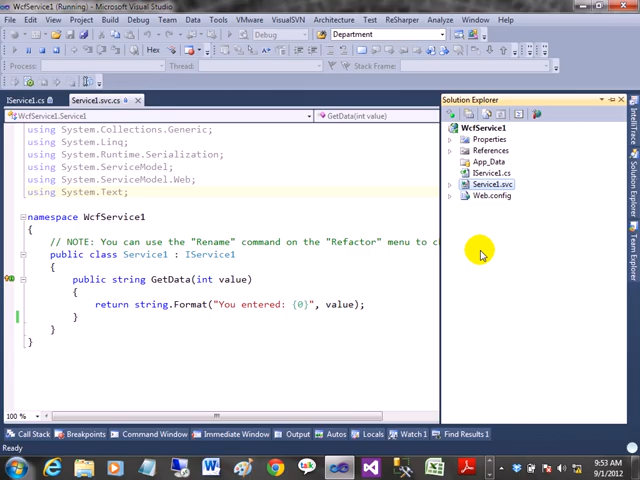 WcfService1 (Running) - Microsoft Visual Studio
File Edit View Project Build Debug Team Data Tools VMware VisualSVN Architecture Test ReSharper Analyze Window Help
Debug Department
Hex
Process: Thread: Stack Frame:
IService1.cs Service1.svc.cs
WcfService1.Service1 GetData(int value)
using System.Collections.Generic;
using System.Linq;
using System.Runtime.Serialization;
using System.ServiceModel;
using System.ServiceModel.Web;
using System.Text;
namespace WcfService1
{
// NOTE: You can use the "Rename" command on the "Refactor" menu to c
public class Service1 : IService1
{
public string GetData(int value)
{
return string.Format("You entered: {0}", value);
}
}
}
100 %
Solution Explorer
WcfService1
Properties
References
App_Data
IService1.cs
Service1.svc
Web.config
IntelliTrace
Solution Explorer
Team Explorer
Call Stack Breakpoints Command Window Immediate Window Output Autos Locals Watch 1 Find Results 1
Ready
talk
9:53 AM
9/1/2012